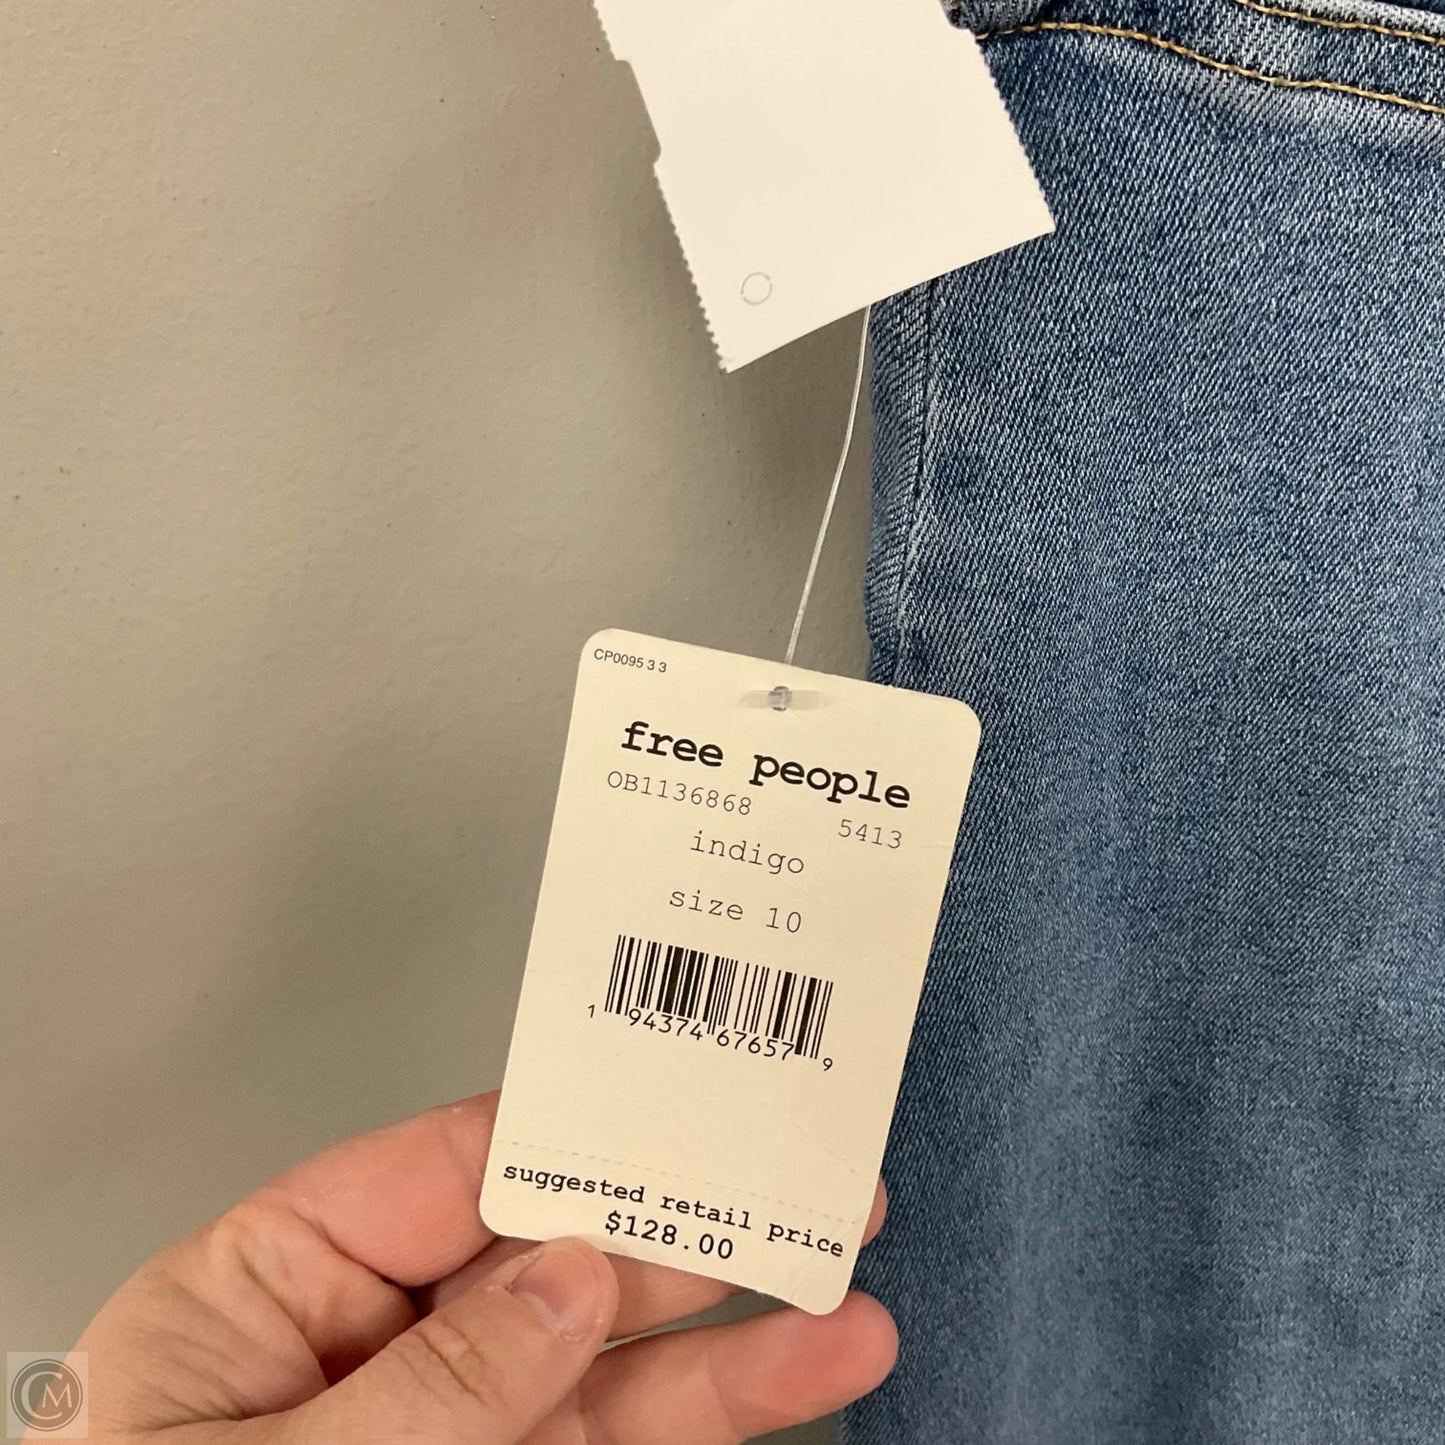 CP0095 3 3
free people
OB1136868 5413
indigo
size 10
1 94374 67657 9
suggested retail price
$128.00
CM